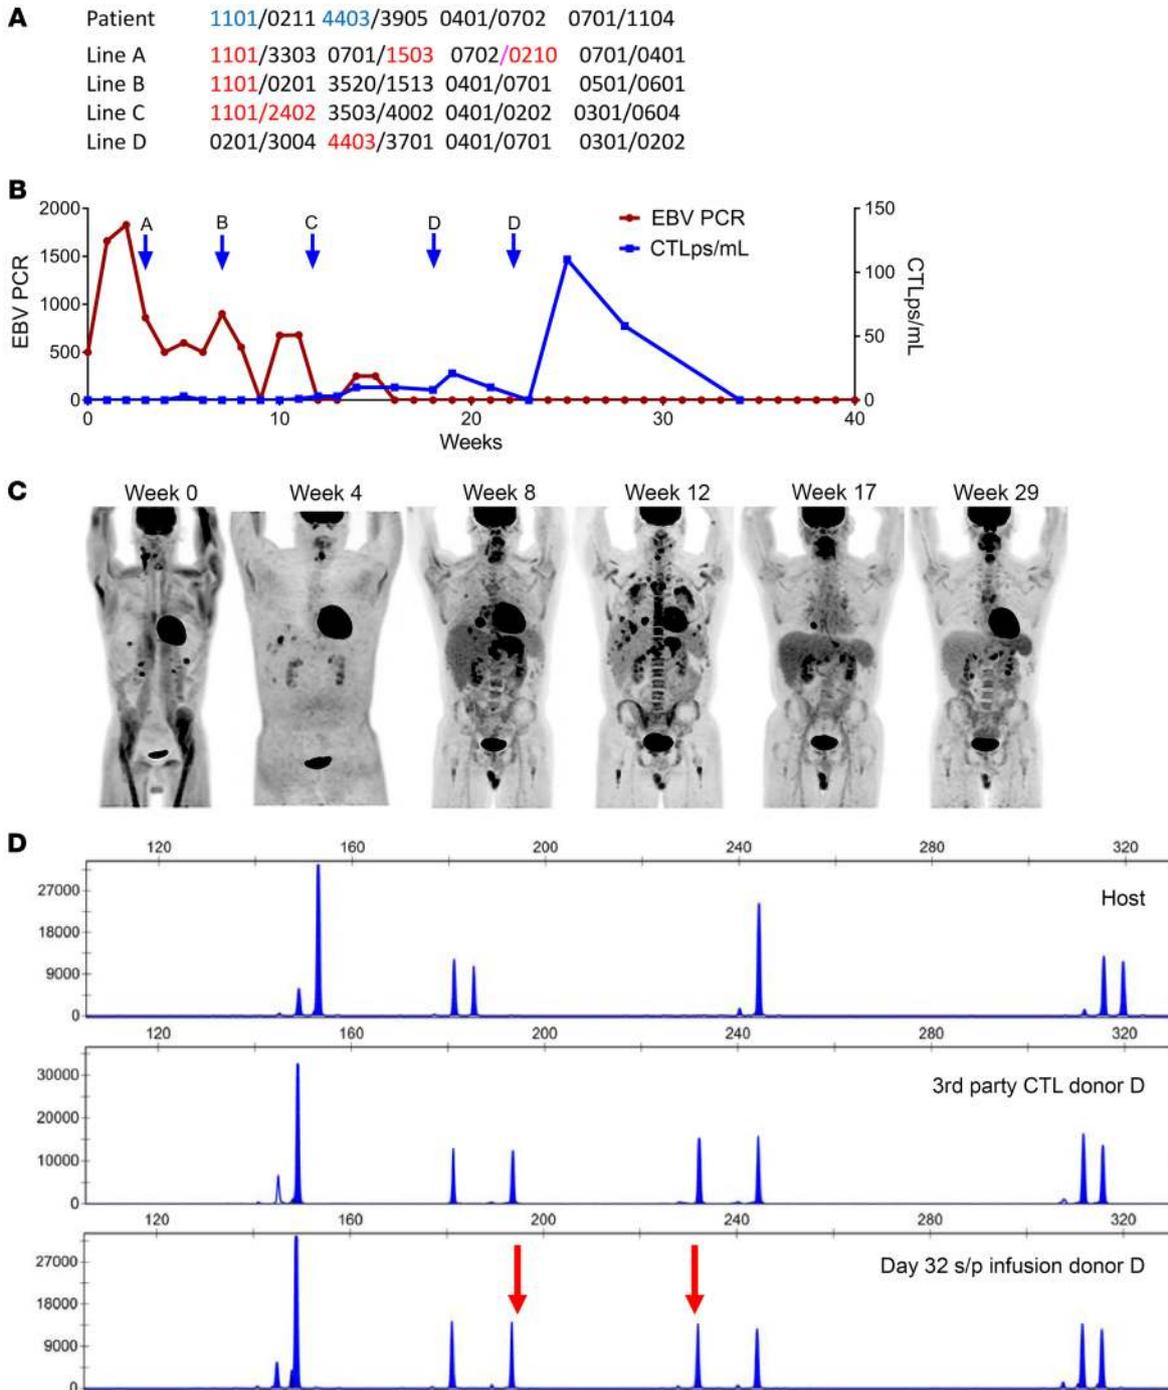 A
Patient 1101/0211 4403/3905 0401/0702 0701/1104
Line A 1101/3303 0701/1503 0702/0210 0701/0401
Line B 1101/0201 3520/1513 0401/0701 0501/0601
Line C 1101/2402 3503/4002 0401/0202 0301/0604
Line D 0201/3004 4403/3701 0401/0701 0301/0202
B
2000
1500
1000
500
0
EBV PCR
A B C D D
EBV PCR
CTLps/mL
150
100
50
0
CTLps/mL
0 10 20 30 40
Weeks
C
Week 0 Week 4 Week 8 Week 12 Week 17 Week 29
D
120 160 200 240 280 320
27000
18000
9000
0
Host
120 160 200 240 280 320
30000
20000
10000
0
3rd party CTL donor D
120 160 200 240 280 320
27000
18000
9000
0
Day 32 s/p infusion donor D